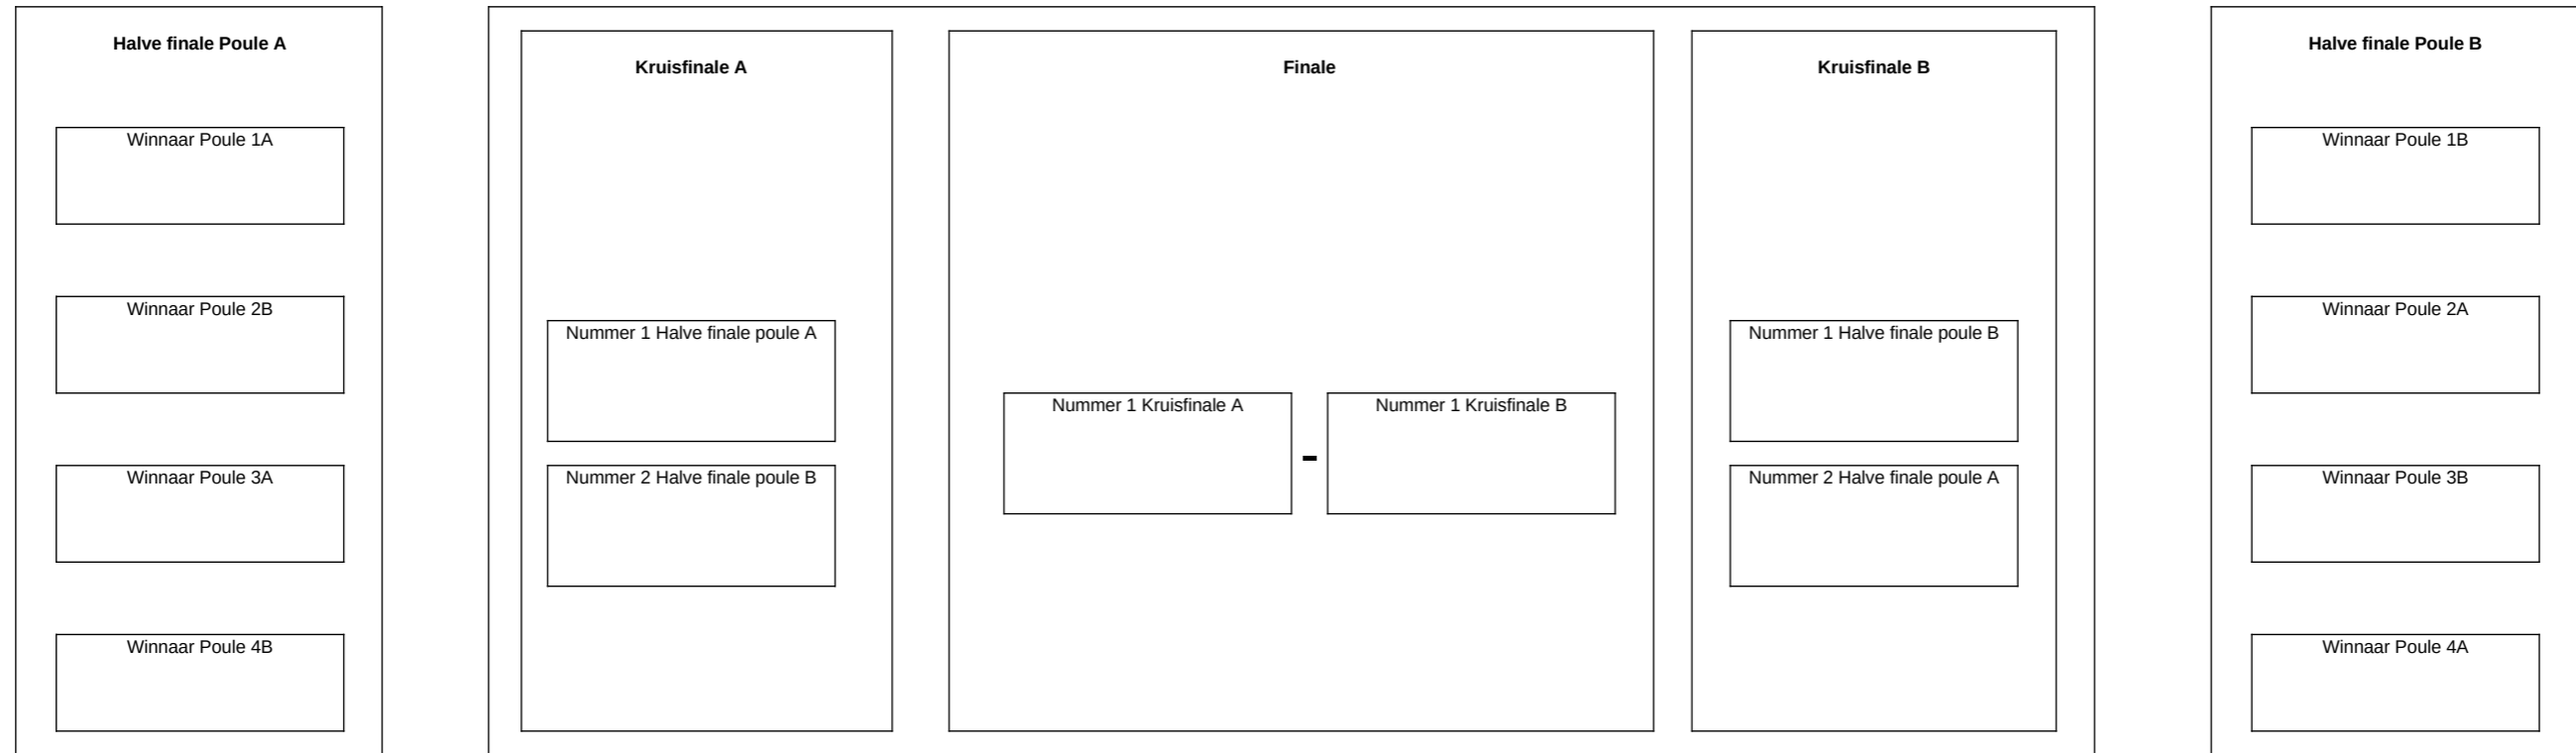 Halve finale Poule A
Winnaar Poule 1A
Winnaar Poule 2B
Winnaar Poule 3A
Winnaar Poule 4B
Kruisfinale A
Nummer 1 Halve finale poule A
Nummer 2 Halve finale poule B
Finale
Nummer 1 Kruisfinale A
-
Nummer 1 Kruisfinale B
Kruisfinale B
Nummer 1 Halve finale poule B
Nummer 2 Halve finale poule A
Halve finale Poule B
Winnaar Poule 1B
Winnaar Poule 2A
Winnaar Poule 3B
Winnaar Poule 4A